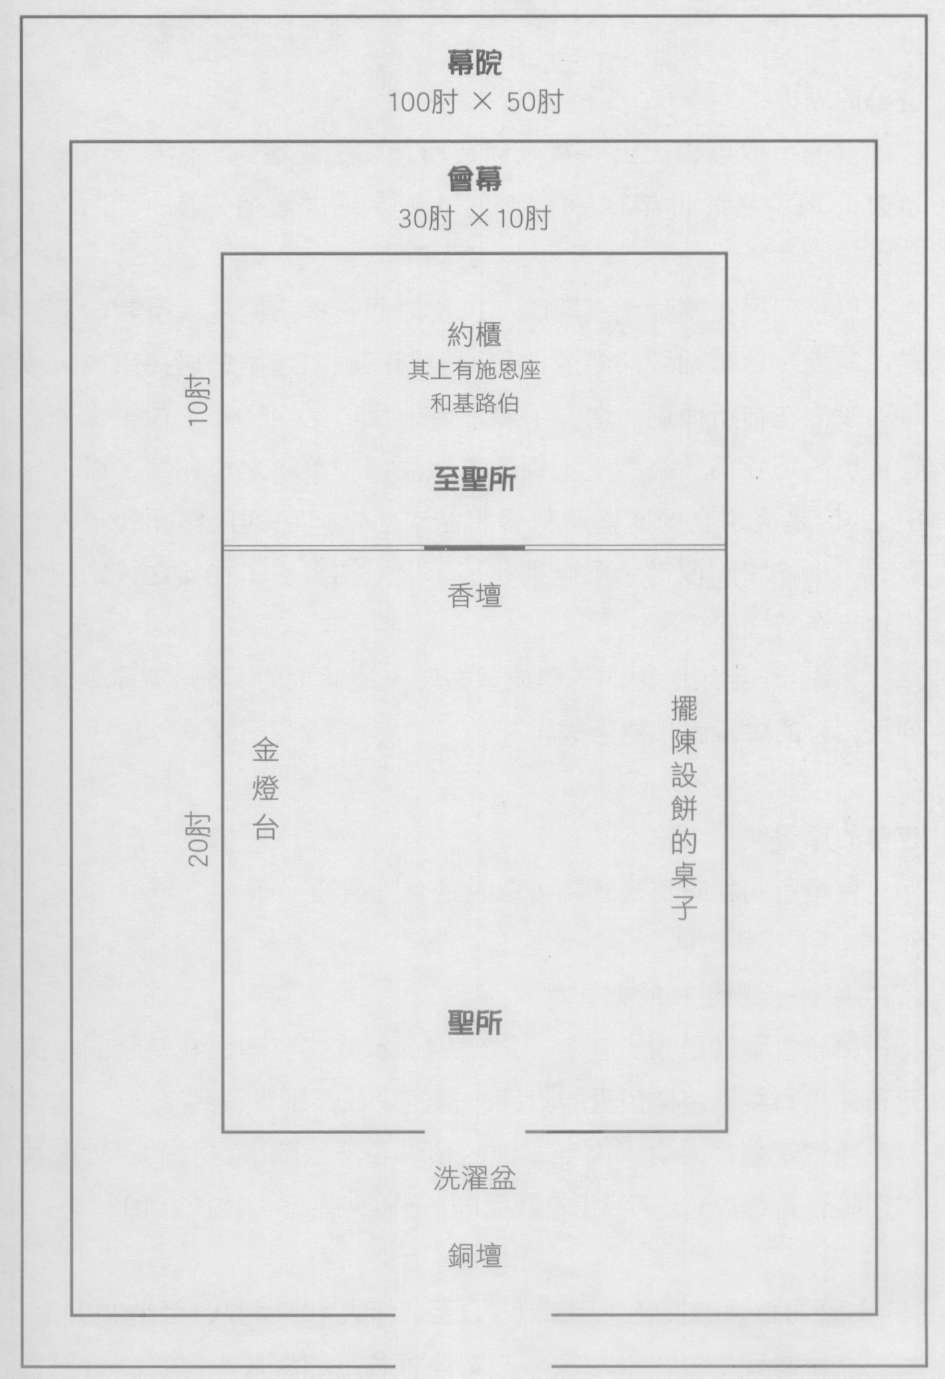 幕院
100肘 × 50肘
會幕
30肘 ×10肘
約櫃
其上有施恩座
和基路伯
10肘
至聖所
香壇
金燈台
擺陳設餅的桌子
20肘
聖所
洗濯盆
銅壇